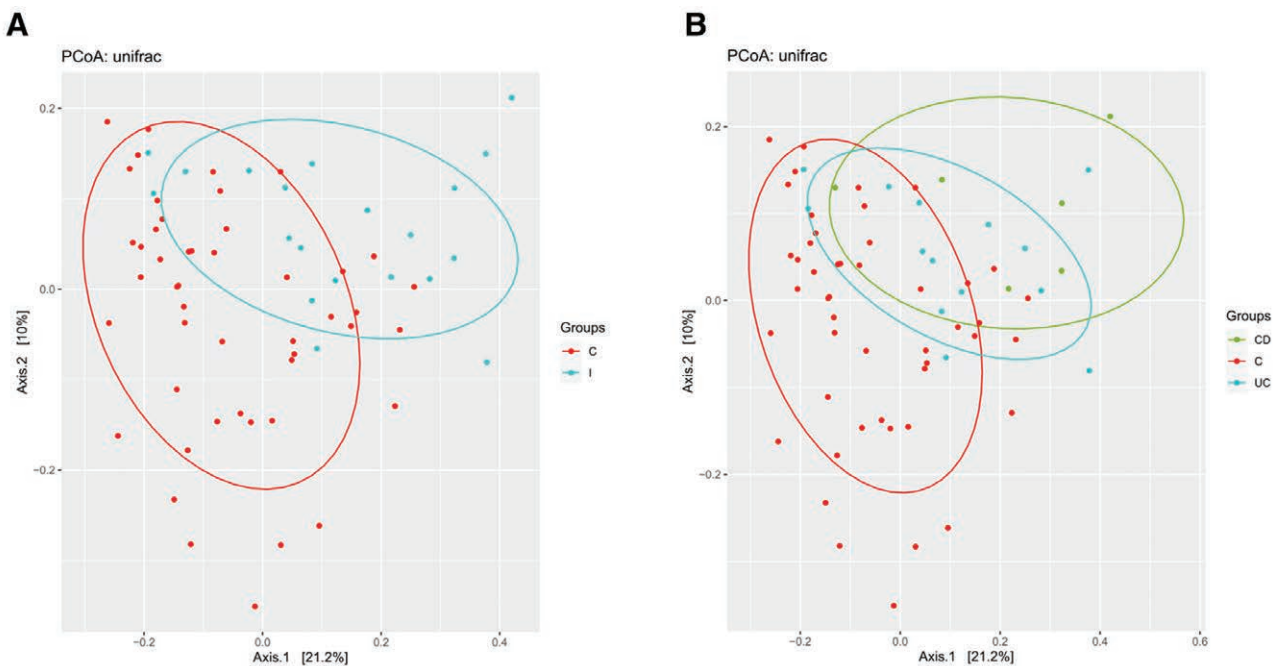 A
PCoA: unifrac
0.2
0.0
−0.2
Axis.2 [10%]
−0.2
0.0
0.2
0.4
Axis.1 [21.2%]
Groups
C
I
B
PCoA: unifrac
0.2
0.0
−0.2
Axis.2 [10%]
−0.2
0.0
0.2
0.4
0.6
Axis.1 [21.2%]
Groups
CD
C
UC